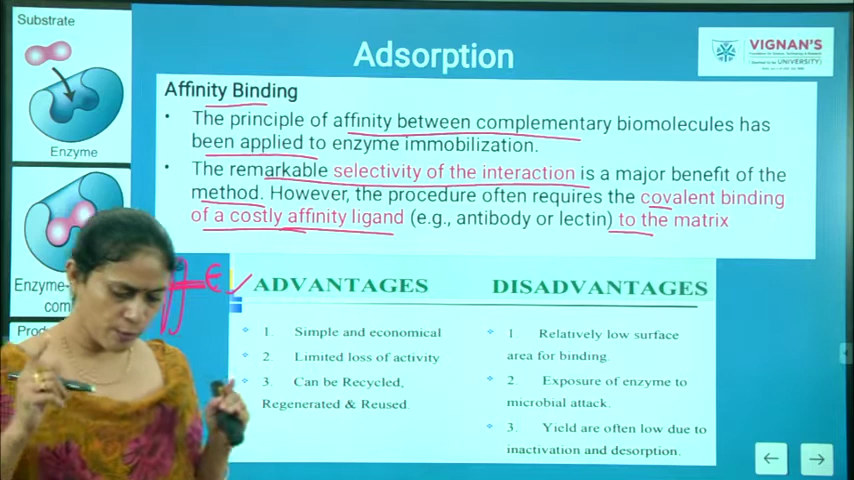 Substrate
Enzyme
Enzyme-
com
Prod
Adsorption
VIGNAN'S
UNIVERSITY
Affinity Binding
• The principle of affinity between complementary biomolecules has
been applied to enzyme immobilization.
• The remarkable selectivity of the interaction is a major benefit of the
method. However, the procedure often requires the covalent binding
of a costly affinity ligand (e.g., antibody or lectin) to the matrix
E
ADVANTAGES
1. Simple and economical
2. Limited loss of activity
3. Can be Recycled,
Regenerated & Reused.
DISADVANTAGES
1 Relatively low surface
area for binding.
2. Exposure of enzyme to
microbial attack.
3. Yield are often low due to
inactivation and desorption.